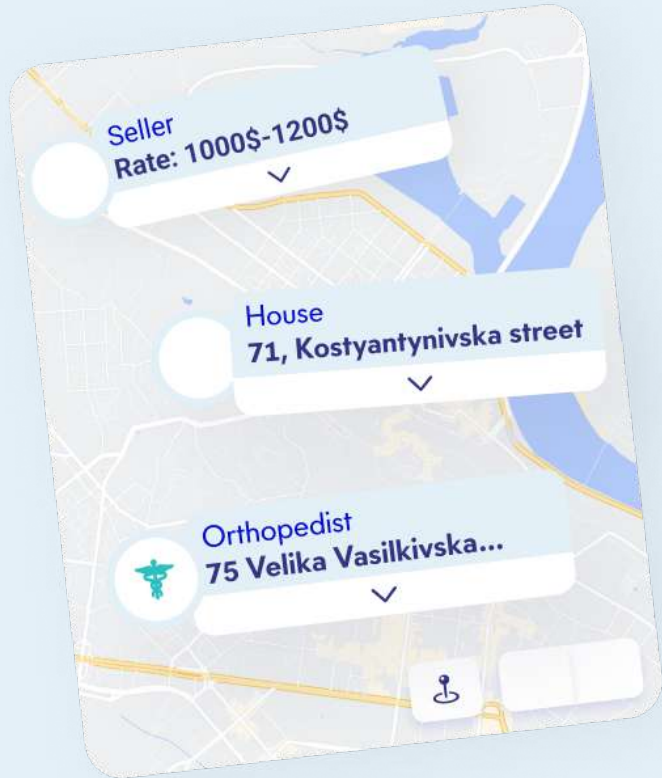 Seller
Rate: 1000$-1200$
House
71, Kostyantynivska street
Orthopedist
75 Velika Vasilkivska...